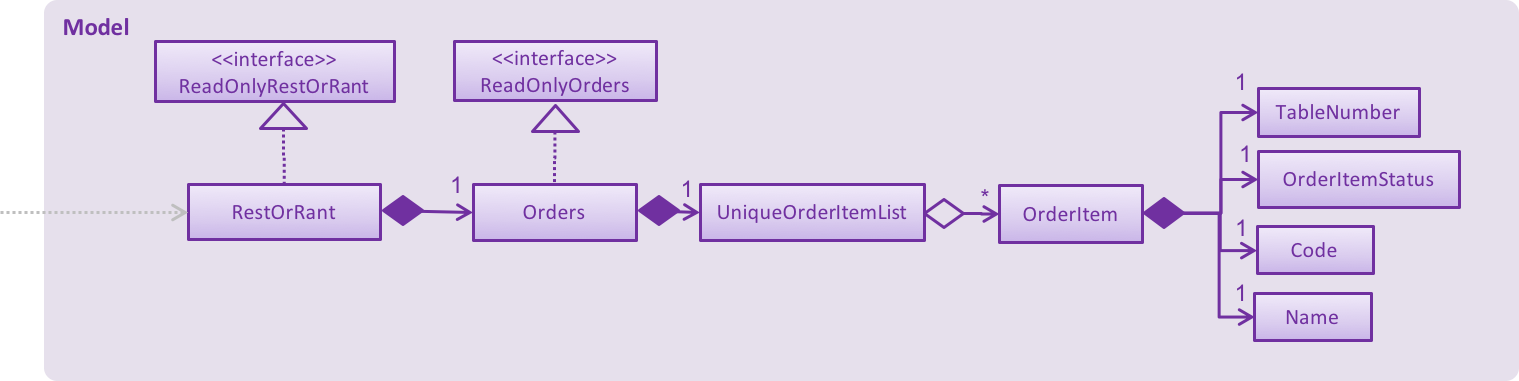 Model
<<interface>>
ReadOnlyRestOrRant
<<interface>>
ReadOnlyOrders
RestOrRant
1
Orders
1
UniqueOrderItemList
*
OrderItem
1
TableNumber
1
OrderItemStatus
1
Code
1
Name